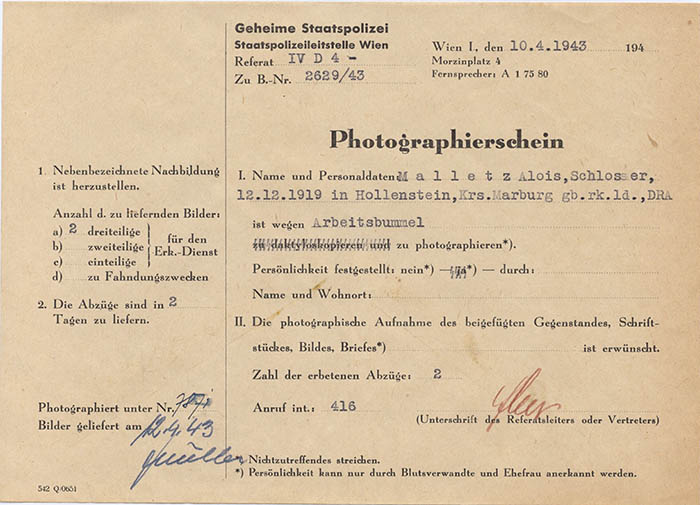 Geheime Staatspolizei
Staatspolizeileitstelle Wien
Referat IV D 4 -
Zu B.-Nr. 2629/43
Wien I., den 10.4.1943 194
Morzinplatz 4
Fernsprecher: A 1 75 80
Photographierschein
1. Nebenbezeichnete Nachbildung
ist herzustellen.
Anzahl d. zu liefernden Bilder:
a) 2 dreiteilige
b) zweiteilige
c) einteilige
für den
Erk.-Dienst
d) zu Fahndungszwecken
2. Die Abzüge sind in 2
Tagen zu liefern.
Photographiert unter Nr.
Bilder geliefert am 12.4.43
Müller
I. Name und Personaldaten: M a l l e t z Alois, Schlosser,
12.12.1919 in Hollenstein, Krs. Marburg gb.rk.ld., DRA
ist wegen Arbeitsbummel
zu daktyloskopieren und zu photographieren*).
Persönlichkeit festgestellt: nein*) — ja*) — durch:
Name und Wohnort:
II. Die photographische Aufnahme des beigefügten Gegenstandes, Schrift-
stückes, Bildes, Briefes*) ist erwünscht.
Zahl der erbetenen Abzüge: 2
Anruf int.: 416
(Unterschrift des Referatsleiters oder Vertreters)
Nichtzutreffendes streichen.
*) Persönlichkeit kann nur durch Blutsverwandte und Ehefrau anerkannt werden.
542 Q/0651